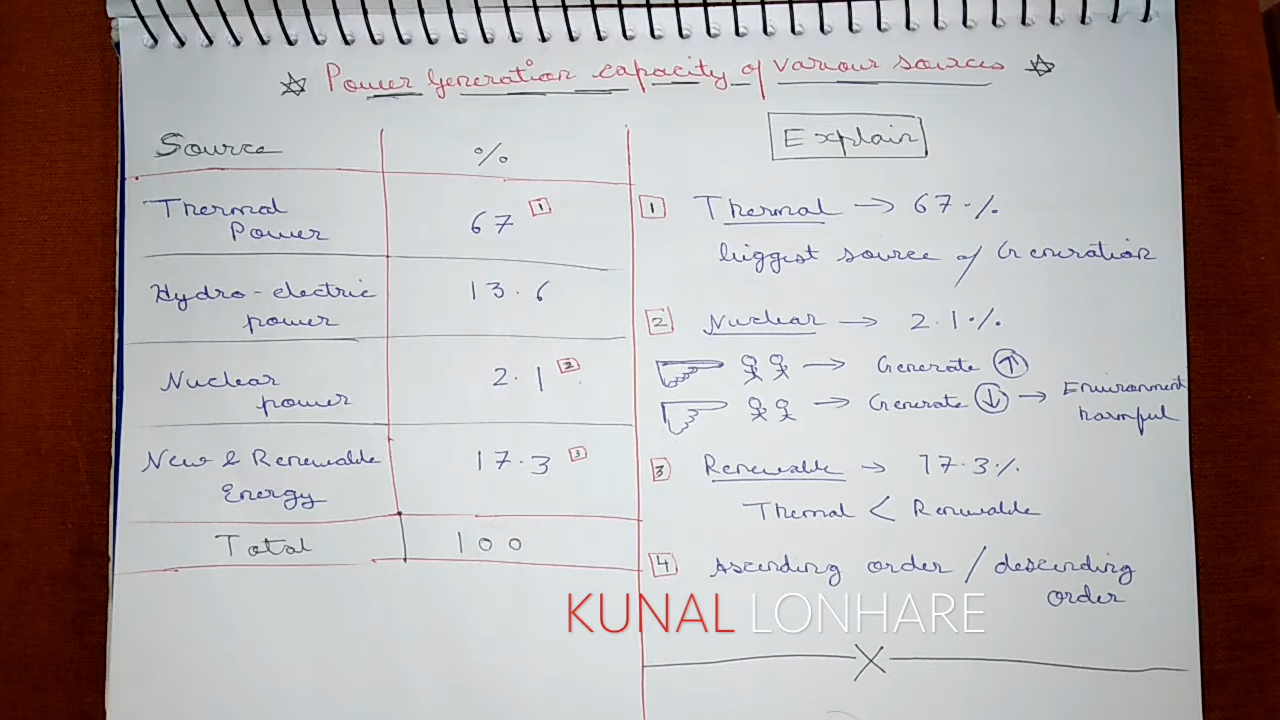 ☆ Power Generation capacity of various sources ☆
Source %
Thermal Power 67 [1]
Hydro-electric power 13.6
Nuclear power 2.1 [2]
New & Renewable Energy 17.3 [3]
Total 100
Explain
[1] Thermal → 67.%
biggest source of Generation
[2] Nuclear → 2.1.%
→ Generate ↑
→ Generate ↓ → Environment harmful
[3] Renewable → 17.3.%
Thermal < Renewable
[4] Ascending order / descending
order
KUNAL LONHARE